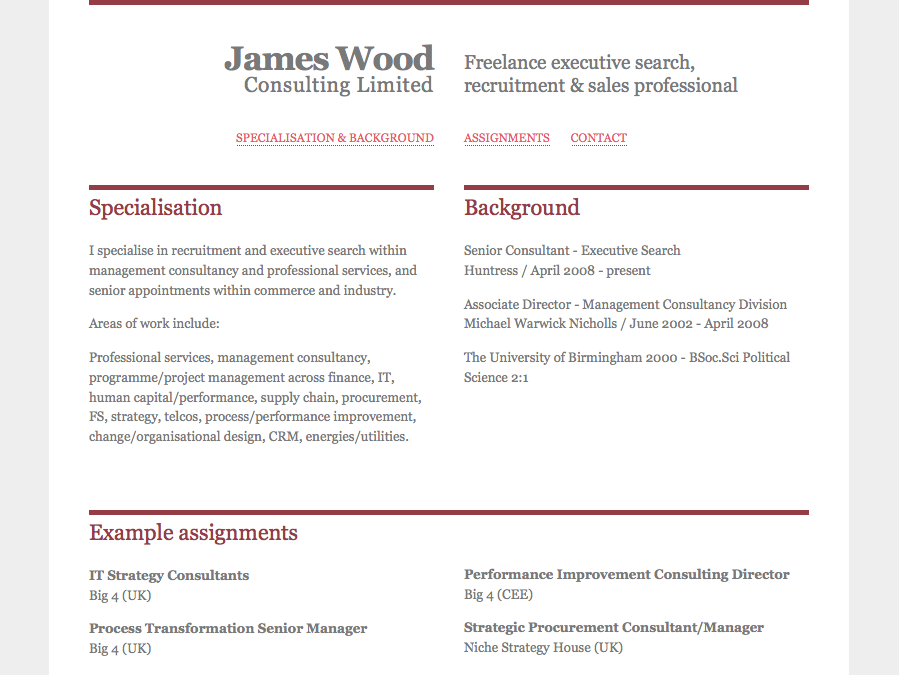 James Wood
Consulting Limited
Freelance executive search,
recruitment & sales professional
SPECIALISATION & BACKGROUND
ASSIGNMENTS
CONTACT
Specialisation
I specialise in recruitment and executive search within
management consultancy and professional services, and
senior appointments within commerce and industry.
Areas of work include:
Professional services, management consultancy,
programme/project management across finance, IT,
human capital/performance, supply chain, procurement,
FS, strategy, telcos, process/performance improvement,
change/organisational design, CRM, energies/utilities.
Background
Senior Consultant - Executive Search
Huntress / April 2008 - present
Associate Director - Management Consultancy Division
Michael Warwick Nicholls / June 2002 - April 2008
The University of Birmingham 2000 - BSoc.Sci Political
Science 2:1
Example assignments
IT Strategy Consultants
Big 4 (UK)
Process Transformation Senior Manager
Big 4 (UK)
Performance Improvement Consulting Director
Big 4 (CEE)
Strategic Procurement Consultant/Manager
Niche Strategy House (UK)